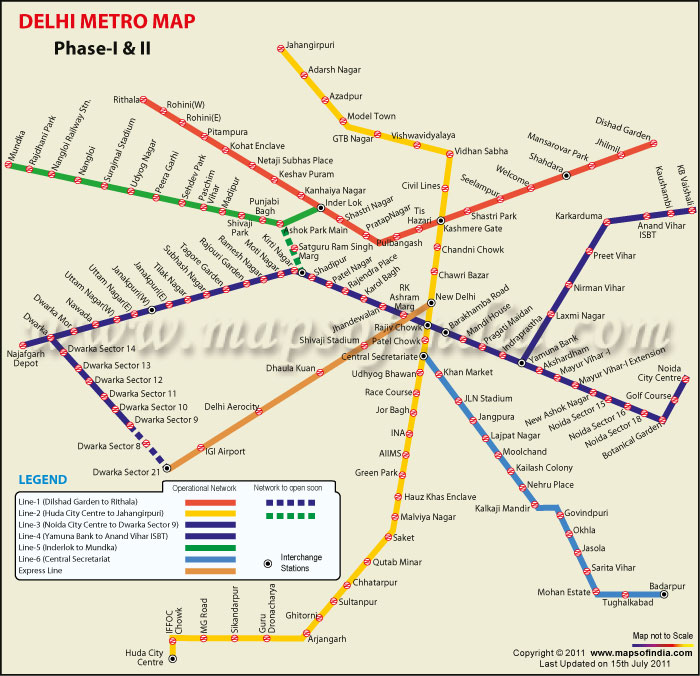 DELHI METRO MAP
Phase-I & II
Jahangirpuri
Adarsh Nagar
Azadpur
Model Town
GTB Nagar
Vishwavidyalaya
Vidhan Sabha
Civil Lines
Tis
Hazari
Kashmere Gate
Chandni Chowk
Chawri Bazar
New Delhi
Rajiv Chowk
Patel Chowk
Central Secretariate
Udhyog Bhawan
Race Course
Jor Bagh
INA
AIIMS
Green Park
Hauz Khas Enclave
Malviya Nagar
Saket
Qutab Minar
Chhatarpur
Sultanpur
Ghitorni
Arjangarh
Guru
Dronacharya
Sikandarpur
MG Road
IFFOC
Chowk
Huda City
Centre
Rithala
Rohini(W)
Rohini(E)
Pitampura
Kohat Enclave
Netaji Subhas Place
Keshav Puram
Kanhaiya Nagar
Inder Lok
Shastri Nagar
PratapNagar
Pulbangash
Shastri Park
Seelampur
Welcome
Shahdara
Mansarovar Park
Jhilmil
Dishad Garden
Mundka
Rajdhani Park
Nangloi Railway Stn.
Nangloi
Surajmal Stadium
Udyog Nagar
Peera Garhi
Sehdev Park
Paschim
Vihar
Madipur
Shivaji
Park
Punjabi
Bagh
Ashok Park Main
Satguru Ram Singh
Marg
Kirti Nagar
Moti Nagar
Ramesh Nagar
Rajouri Garden
Tagore Garden
Subhash Nagar
Tilak Nagar
Janakpuri(E)
Janakpuri(W)
Uttam Nagar(E)
Uttam Nagar(W)
Nawada
Dwarka Mor
Dwarka
Najafgarh
Depot
Dwarka Sector 14
Dwarka Sector 13
Dwarka Sector 12
Dwarka Sector 11
Dwarka Sector 10
Dwarka Sector 9
Dwarka Sector 8
Dwarka Sector 21
IGI Airport
Delhi Aerocity
Dhaula Kuan
Shivaji Stadium
Shadipur
Patel Nagar
Rajendra Place
Karol Bagh
Jhandewalan
RK
Ashram
Marg
Barakhamba Road
Mandi House
Pragati Maidan
Indraprastha
Yamuna Bank
Akshardham
Mayur Vihar-I
Mayur Vihar-I Extension
New Ashok Nagar
Noida Sector 15
Noida Sector 16
Noida Sector 18
Botanical Garden
Golf Course
Noida
City Centre
Laxmi Nagar
Nirman Vihar
Preet Vihar
Karkarduma
Anand Vihar
ISBT
Kaushambi
KB Vaishali
Khan Market
JLN Stadium
Jangpura
Lajpat Nagar
Moolchand
Kailash Colony
Nehru Place
Kalkaji Mandir
Govindpuri
Okhla
Jasola
Sarita Vihar
Mohan Estate
Tughalkabad
Badarpur
www.mapsofindia.com
LEGEND
Operational Network
Network to open soon
Line-1 (Dilshad Garden to Rithala)
Line-2 (Huda City Centre to Jahangirpuri)
Line-3 (Noida City Centre to Dwarka Sector 9)
Line-4 (Yamuna Bank to Anand Vihar ISBT)
Line-5 (Inderlok to Mundka)
Line-6 (Central Secretariat
Express Line
Interchange
Stations
Map not to Scale
Copyright © 2011 www.mapsofindia.com
Last Updated on 15th July 2011